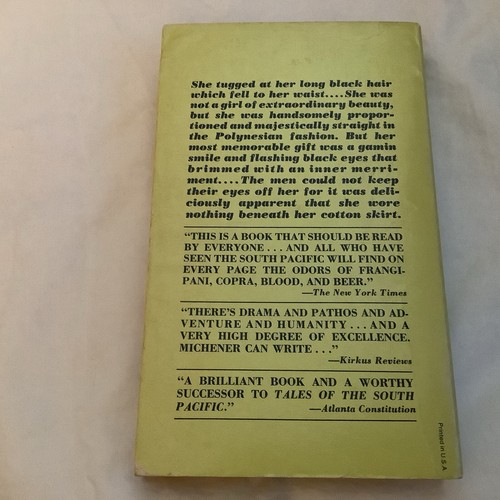 She tugged at her long black hair
which fell to her waist....She was
not a girl of extraordinary beauty,
but she was handsomely propor-
tioned and majestically straight in
the Polynesian fashion. But her
most memorable gift was a gamin
smile and flashing black eyes that
brimmed with an inner merri-
ment....The men could not keep
their eyes off her for it was deli-
ciously apparent that she wore
nothing beneath her cotton skirt.
“THIS IS A BOOK THAT SHOULD BE READ
BY EVERYONE...AND ALL WHO HAVE
SEEN THE SOUTH PACIFIC WILL FIND ON
EVERY PAGE THE ODORS OF FRANGI-
PANI, COPRA, BLOOD, AND BEER.”
—The New York Times
“THERE'S DRAMA AND PATHOS AND AD-
VENTURE AND HUMANITY...AND A
VERY HIGH DEGREE OF EXCELLENCE.
MICHENER CAN WRITE...”
—Kirkus Reviews
“A BRILLIANT BOOK AND A WORTHY
SUCCESSOR TO TALES OF THE SOUTH
PACIFIC.” —Atlanta Constitution
Printed in U.S.A.